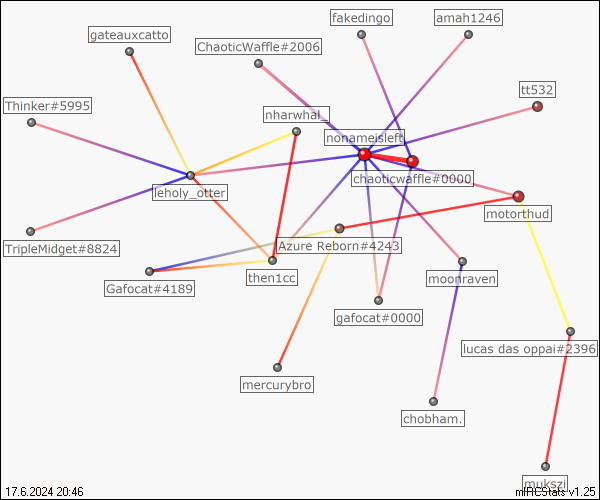 fakedingo
amah1246
gateauxcatto
ChaoticWaffle#2006
tt532
Thinker#5995
nharwhal_
nonameisleft
chaoticwaffle#0000
leholy_otter
motorthud
TripleMidget#8824
Azure Reborn#4243
Gafocat#4189
then1cc
moonraven
gafocat#0000
lucas das oppai#2396
mercurybro
chobham.
mukszi
17.6.2024 20:46
mIRCStats v1.25